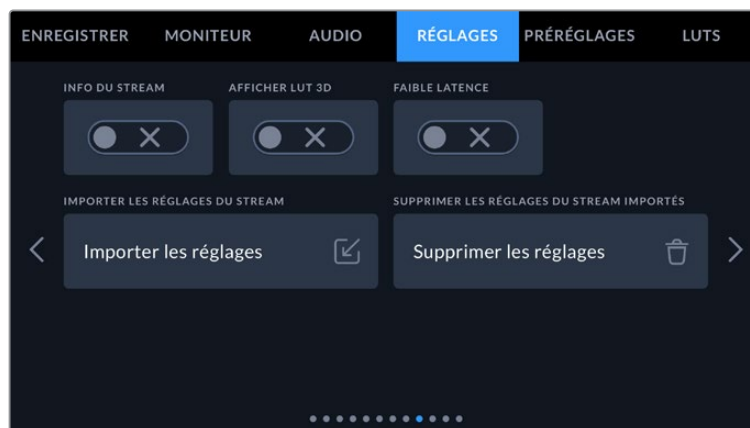 ENREGISTRER MONITEUR AUDIO RÉGLAGES PRÉRÉGLAGES LUTS
INFO DU STREAM AFFICHER LUT 3D FAIBLE LATENCE
IMPORTER LES RÉGLAGES DU STREAM SUPPRIMER LES RÉGLAGES DU STREAM IMPORTÉS
Importer les réglages Supprimer les réglages